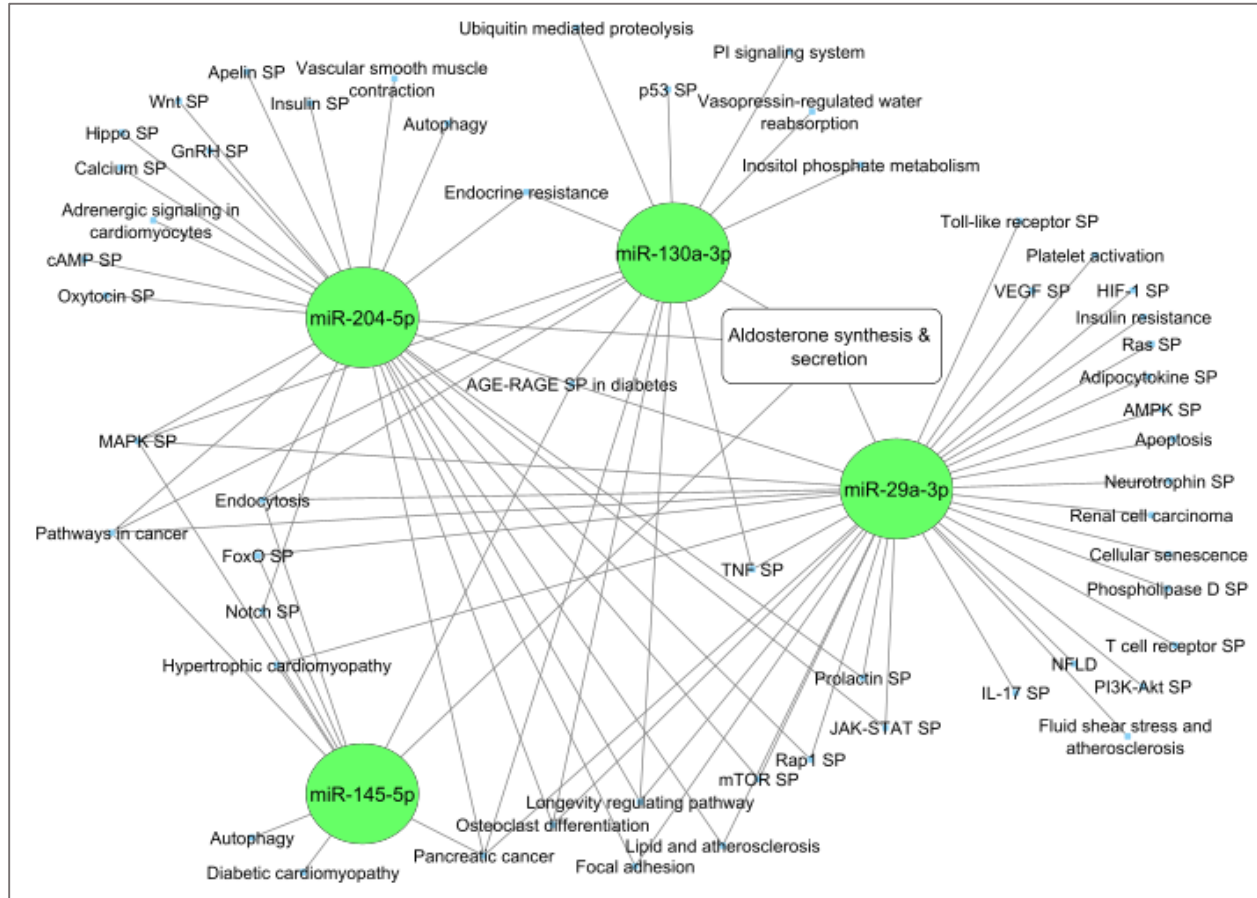 Ubiquitin mediated proteolysis
PI signaling system
Apelin SP
Vascular smooth muscle
contraction
p53 SP
Wnt SP
Insulin SP
Vasopressin-regulated water
reabsorption
Autophagy
Hippo SP
GnRH SP
Calcium SP
Inositol phosphate metabolism
Endocrine resistance
Adrenergic signaling in
cardiomyocytes
Toll-like receptor SP
miR-130a-3p
Platelet activation
cAMP SP
VEGF SP
HIF-1 SP
Oxytocin SP
miR-204-5p
Insulin resistance
Aldosterone synthesis &
secretion
Ras SP
AGE-RAGE SP in diabetes
Adipocytokine SP
AMPK SP
MAPK SP
Apoptosis
miR-29a-3p
Neurotrophin SP
Endocytosis
Renal cell carcinoma
Pathways in cancer
FoxO SP
Cellular senescence
TNF SP
Phospholipase D SP
Notch SP
T cell receptor SP
Hypertrophic cardiomyopathy
NFLD
Prolactin SP
PI3K-Akt SP
IL-17 SP
JAK-STAT SP
Fluid shear stress and
atherosclerosis
Rap1 SP
mTOR SP
miR-145-5p
Longevity regulating pathway
Osteoclast differentiation
Autophagy
Lipid and atherosclerosis
Pancreatic cancer
Focal adhesion
Diabetic cardiomyopathy